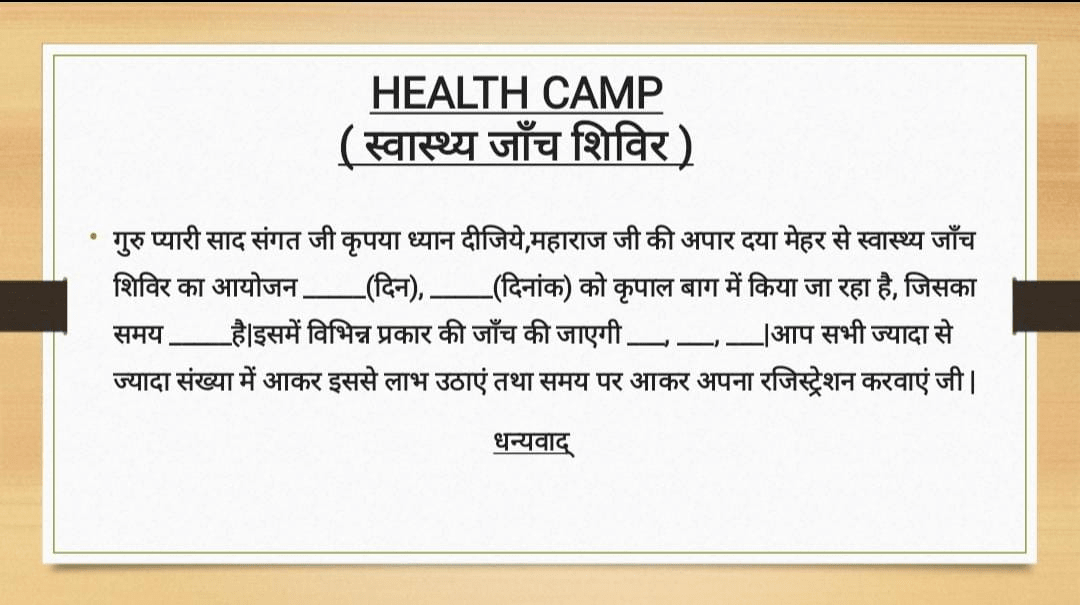 HEALTH CAMP
( स्वास्थ्य जाँच शिविर )
• गुरु प्यारी साद संगत जी कृपया ध्यान दीजिये,महाराज जी की अपार दया मेहर से स्वास्थ्य जाँच
शिविर का आयोजन _____(दिन), _____(दिनांक) को कृपाल बाग में किया जा रहा है, जिसका
समय _____है|इसमें विभिन्न प्रकार की जाँच की जाएगी ___, ___, ___|आप सभी ज्यादा से
ज्यादा संख्या में आकर इससे लाभ उठाएं तथा समय पर आकर अपना रजिस्ट्रेशन करवाएं जी |
धन्यवाद्